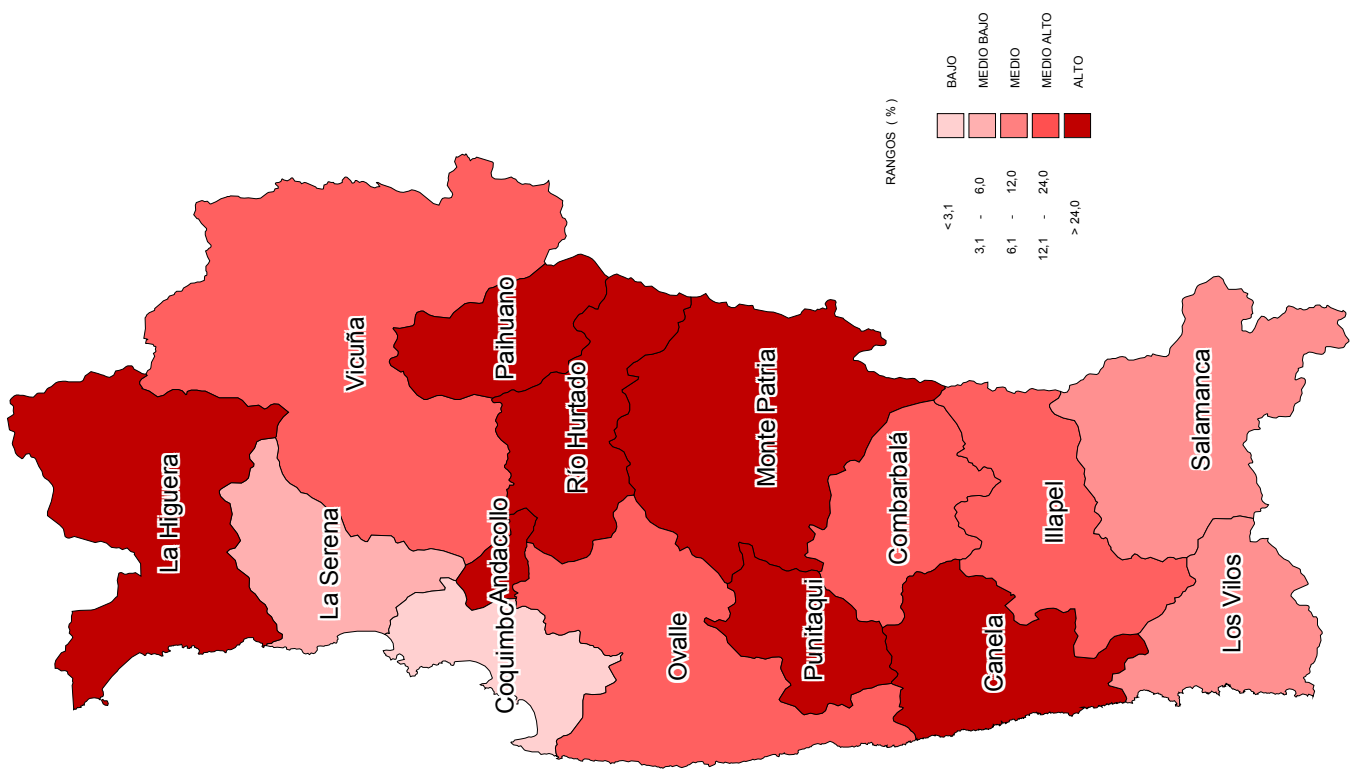 La Higuera
La Serena
Vicuña
Coquimbo
Andacollo
Paihuano
Río Hurtado
Ovalle
Monte Patria
Punitaqui
Combarbalá
Canela
Illapel
Los Vilos
Salamanca
RANGOS ( % )
< 3,1 BAJO
3,1 - 6,0 MEDIO BAJO
6,1 - 12,0 MEDIO
12,1 - 24,0 MEDIO ALTO
> 24,0 ALTO